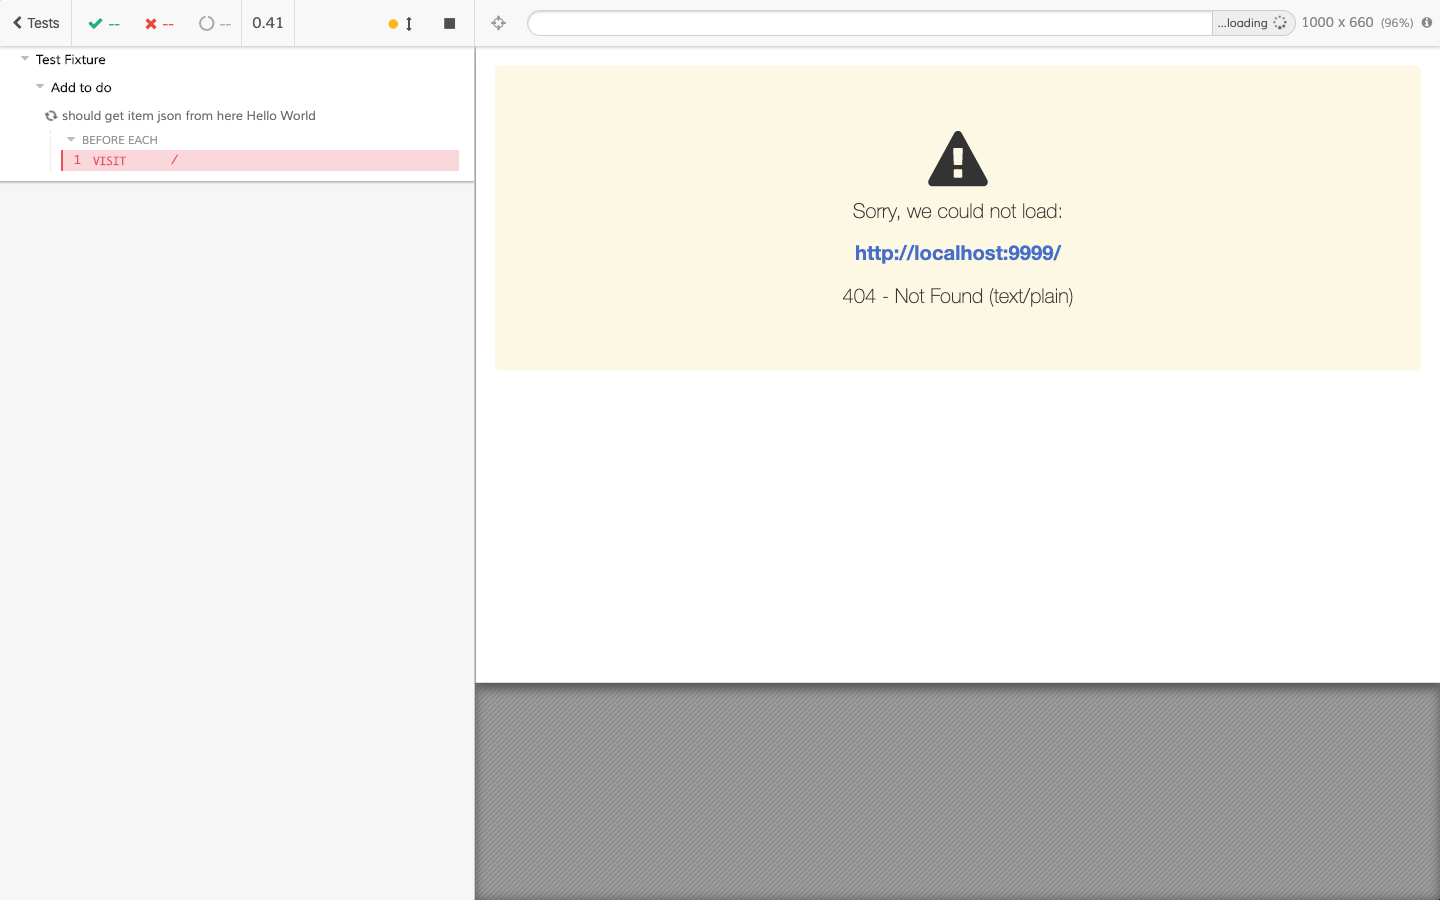 Tests -- -- -- 0.41 ...loading 1000 x 660 (96%)
Test Fixture
Add to do
should get item json from here Hello World
BEFORE EACH
1 VISIT /
Sorry, we could not load:
http://localhost:9999/
404 - Not Found (text/plain)